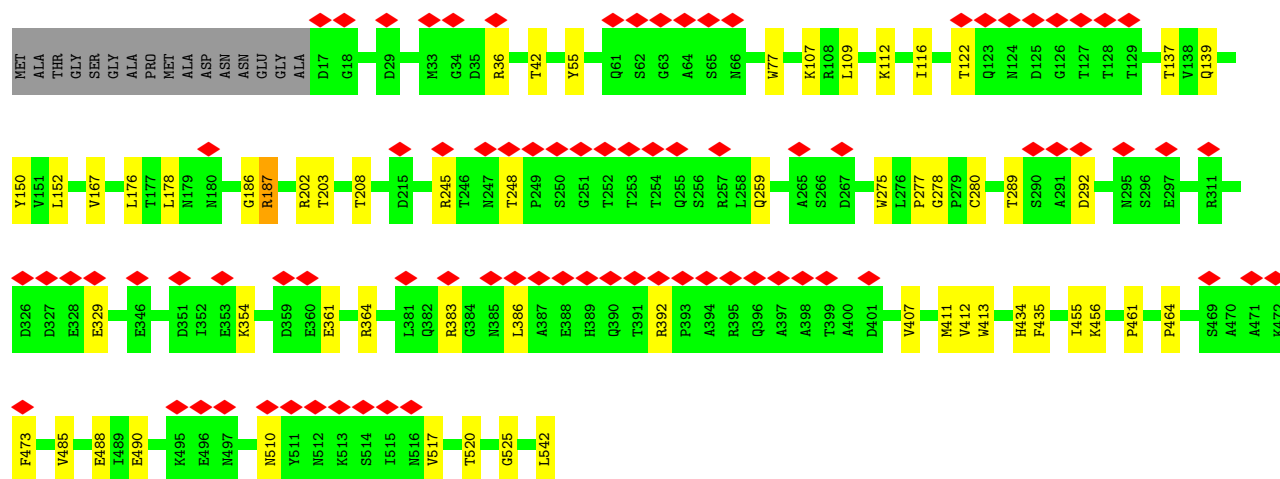 MET ALA THR GLY SER GLY ALA PRO MET ALA ASP ASN ASN GLU GLY ALA D17 G18 D29 M33 G34 D35 R36 T42 Y55 Q61 S62 G63 A64 S65 N66 W77 K107 R108 L109 K112 I116 T122 Q123 N124 D125 G126 T127 T128 T129 T137 V138 Q139
Y150 V151 L152 V167 L176 T177 L178 N179 N180 G186 R187 R202 T203 T208 D215 R245 T246 N247 T248 P249 S250 G251 T252 T253 T254 Q255 S256 R257 L258 Q259 A265 S266 D267 W275 L276 P277 G278 P279 C280 T289 S290 A291 D292 N295 S296 E297 R311
D326 D327 E328 E329 E346 D351 I352 E353 K354 D359 E360 E361 R364 L381 Q382 R383 G384 N385 L386 A387 E388 H389 Q390 T391 R392 P393 A394 R395 Q396 A397 A398 T399 A400 D401 V407 M411 V412 W413 H434 F435 I455 K456 P461 P464 S469 A470 A471 K472
F473 V485 E488 I489 E490 K495 E496 N497 N510 Y511 N512 K513 S514 I515 N516 V517 T520 G525 L542